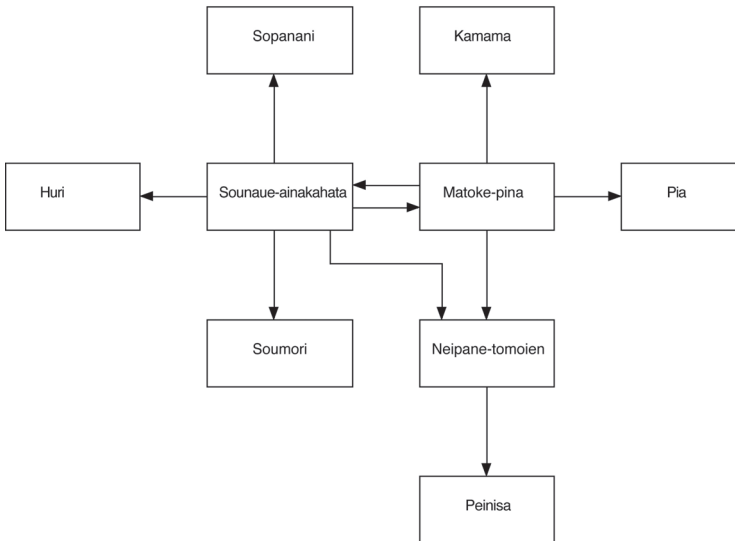 Sopanani
Kamama
Huri
Sounaue-ainakahata
Matoke-pina
Pia
Soumori
Neipane-tomoien
Peinisa